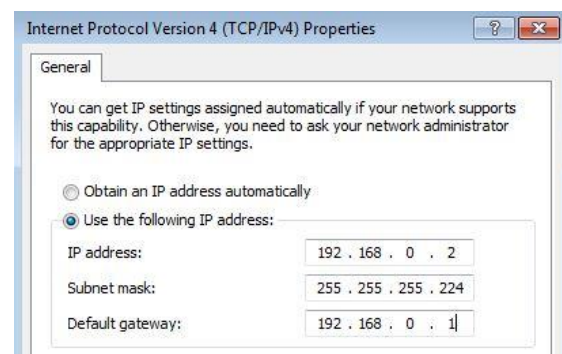 Internet Protocol Version 4 (TCP/IPv4) Properties
General
You can get IP settings assigned automatically if your network supports
this capability. Otherwise, you need to ask your network administrator
for the appropriate IP settings.
Obtain an IP address automatically
Use the following IP address:
IP address: 192 . 168 . 0 . 2
Subnet mask: 255 . 255 . 255 . 224
Default gateway: 192 . 168 . 0 . 1